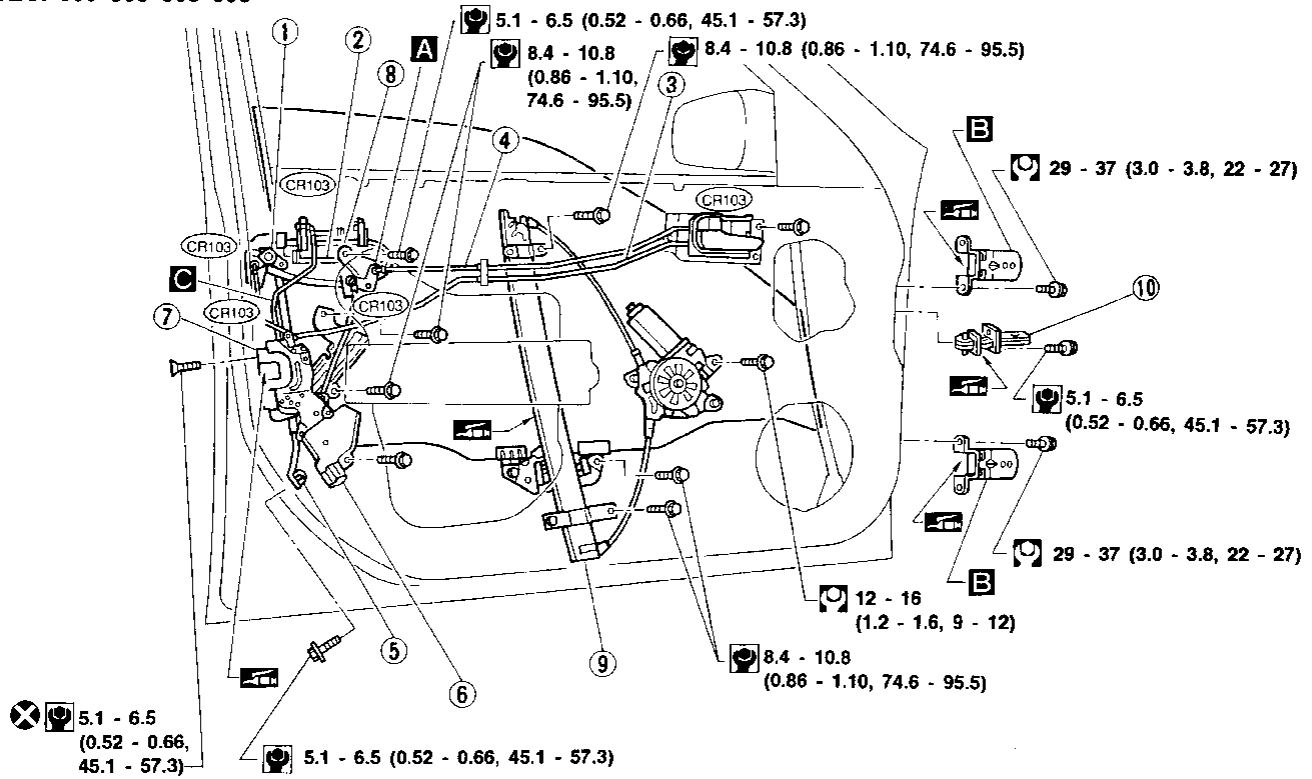 1
2
8
A
5.1 - 6.5 (0.52 - 0.66, 45.1 - 57.3)
8.4 - 10.8
(0.86 - 1.10,
74.6 - 95.5)
8.4 - 10.8 (0.86 - 1.10, 74.6 - 95.5)
3
4
B
29 - 37 (3.0 - 3.8, 22 - 27)
CR103
CR103
CR103
C
CR103
CR103
7
10
5.1 - 6.5
(0.52 - 0.66, 45.1 - 57.3)
29 - 37 (3.0 - 3.8, 22 - 27)
B
12 - 16
(1.2 - 1.6, 9 - 12)
5
6
9
8.4 - 10.8
(0.86 - 1.10, 74.6 - 95.5)
5.1 - 6.5
(0.52 - 0.66,
45.1 - 57.3)
5.1 - 6.5 (0.52 - 0.66, 45.1 - 57.3)